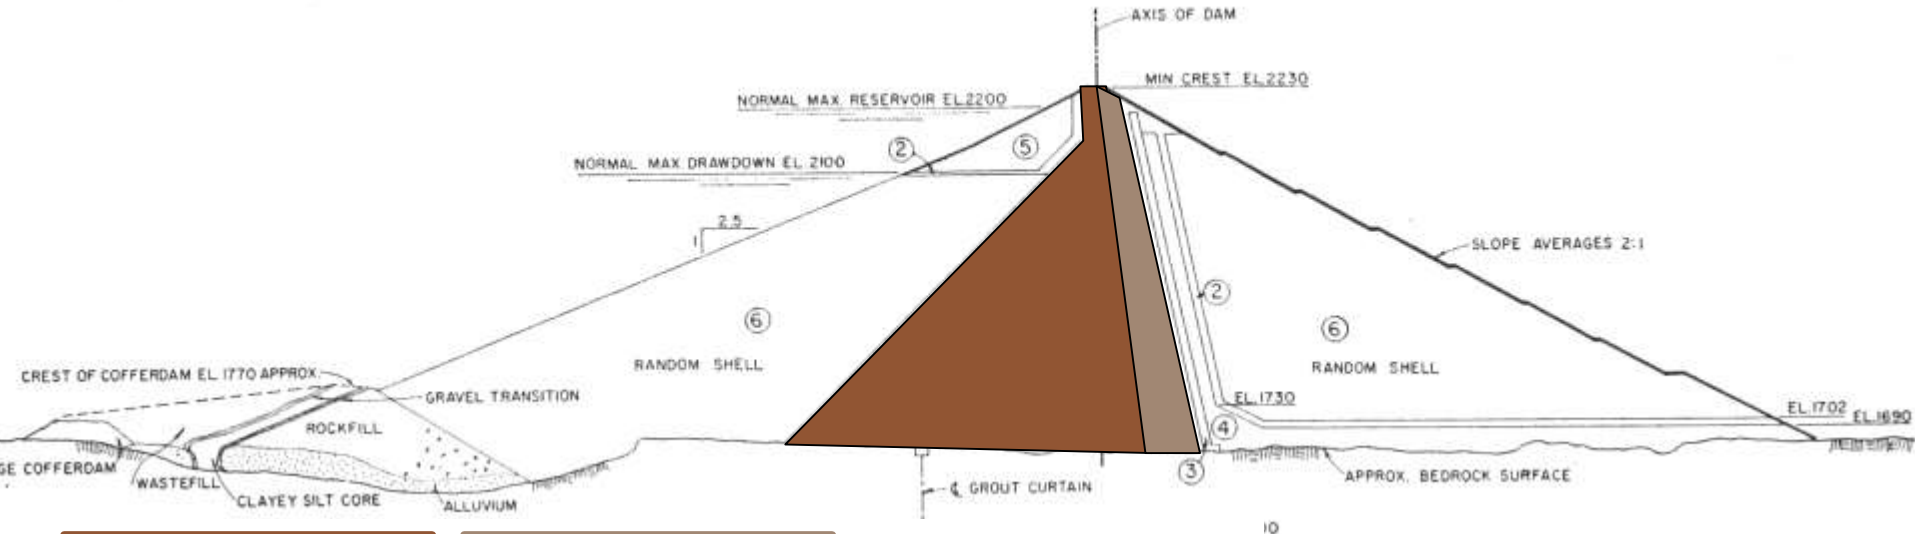 AXIS OF DAM
MIN CREST EL.2230
NORMAL MAX. RESERVOIR EL.2200
2
5
NORMAL MAX. DRAWDOWN EL. 2100
2.5
1
SLOPE AVERAGES 2:1
2
6
6
RANDOM SHELL
RANDOM SHELL
CREST OF COFFERDAM EL. 1770 APPROX.
GRAVEL TRANSITION
EL.1730
EL.1702
EL.1690
ROCKFILL
4
GE COFFERDAM
WASTEFILL
3
APPROX. BEDROCK SURFACE
CLAYEY SILT CORE
ALLUVIUM
℄ GROUT CURTAIN
10